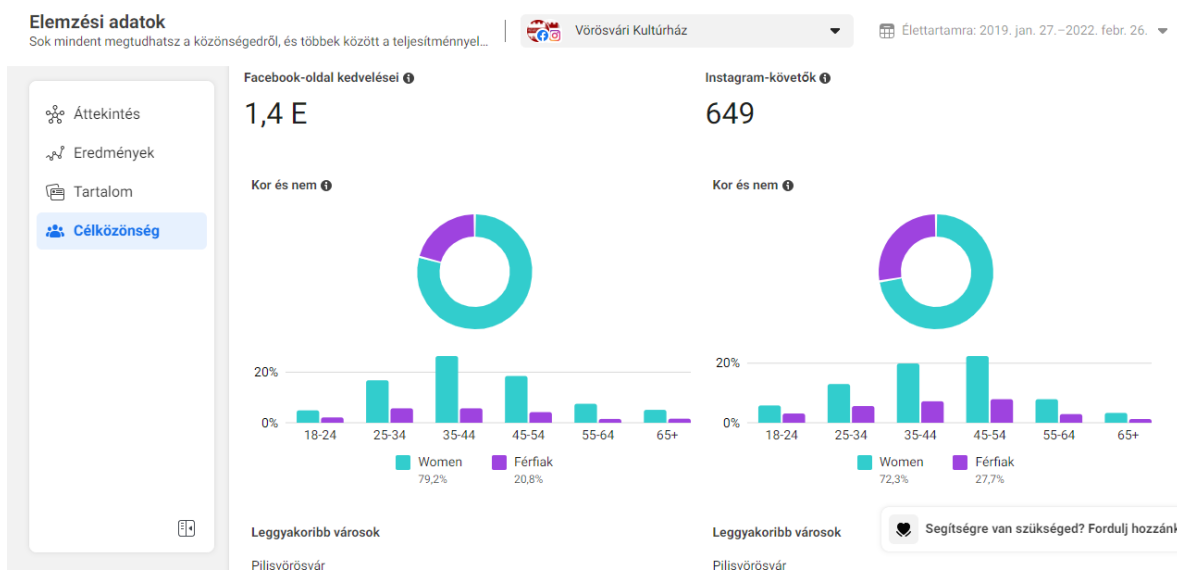 Elemzési adatok
Sok mindent megtudhatsz a közönségedről, és többek között a teljesítménnyel...
Vörösvári Kultúrház
Élettartamra: 2019. jan. 27.–2022. febr. 26.
Áttekintés
Eredmények
Tartalom
Célközönség
Facebook-oldal kedvelései
1,4 E
Kor és nem
20%
0%
18-24 25-34 35-44 45-54 55-64 65+
Women Férfiak
79,2% 20,8%
Leggyakoribb városok
Pilisvörösvár
Instagram-követők
649
Kor és nem
20%
0%
18-24 25-34 35-44 45-54 55-64 65+
Women Férfiak
72,3% 27,7%
Leggyakoribb városok
Pilisvörösvár
Segítségre van szükséged? Fordulj hozzánk